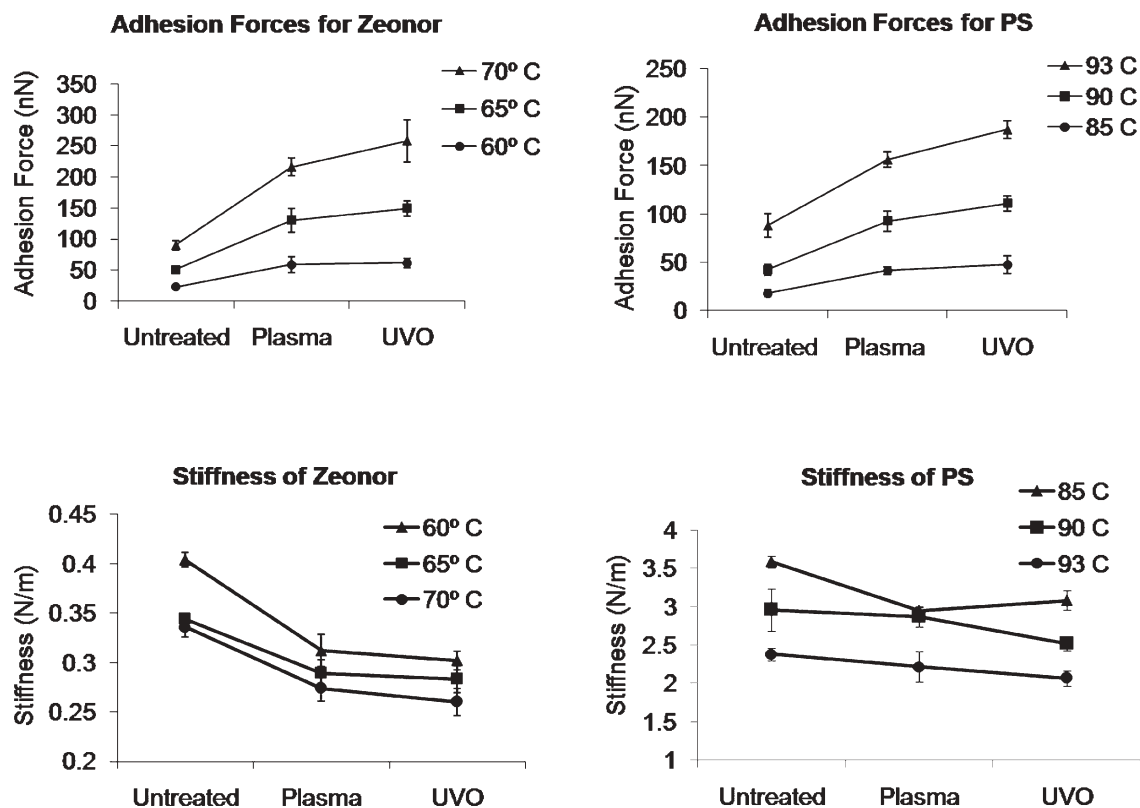 Adhesion Forces for Zeonor
70º C
65º C
60º C
Adhesion Force (nN)
350
300
250
200
150
100
50
0
Untreated Plasma UVO
Adhesion Forces for PS
93 C
90 C
85 C
Adhesion Force (nN)
250
200
150
100
50
0
Untreated Plasma UVO
Stiffness of Zeonor
60º C
65º C
70º C
Stiffness (N/m)
0.45
0.4
0.35
0.3
0.25
0.2
Untreated Plasma UVO
Stiffness of PS
85 C
90 C
93 C
Stiffness (N/m)
4
3.5
3
2.5
2
1.5
1
Untreated Plasma UVO